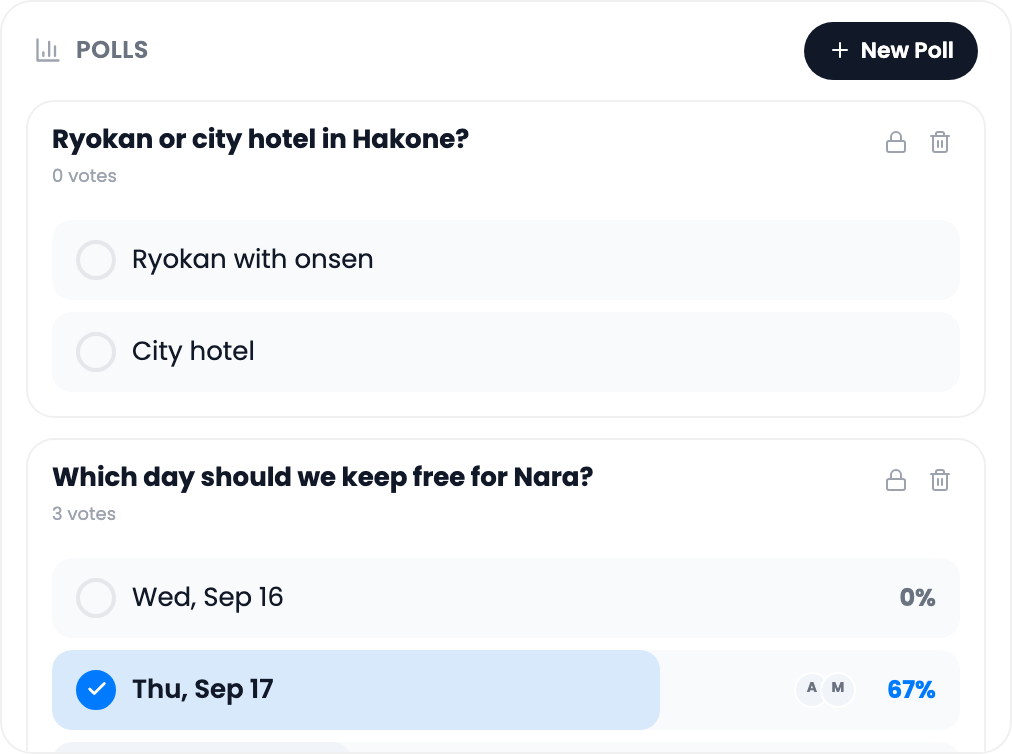 POLLS
+ New Poll
Ryokan or city hotel in Hakone?
0 votes
Ryokan with onsen
City hotel
Which day should we keep free for Nara?
3 votes
Wed, Sep 16 0%
Thu, Sep 17 A M 67%